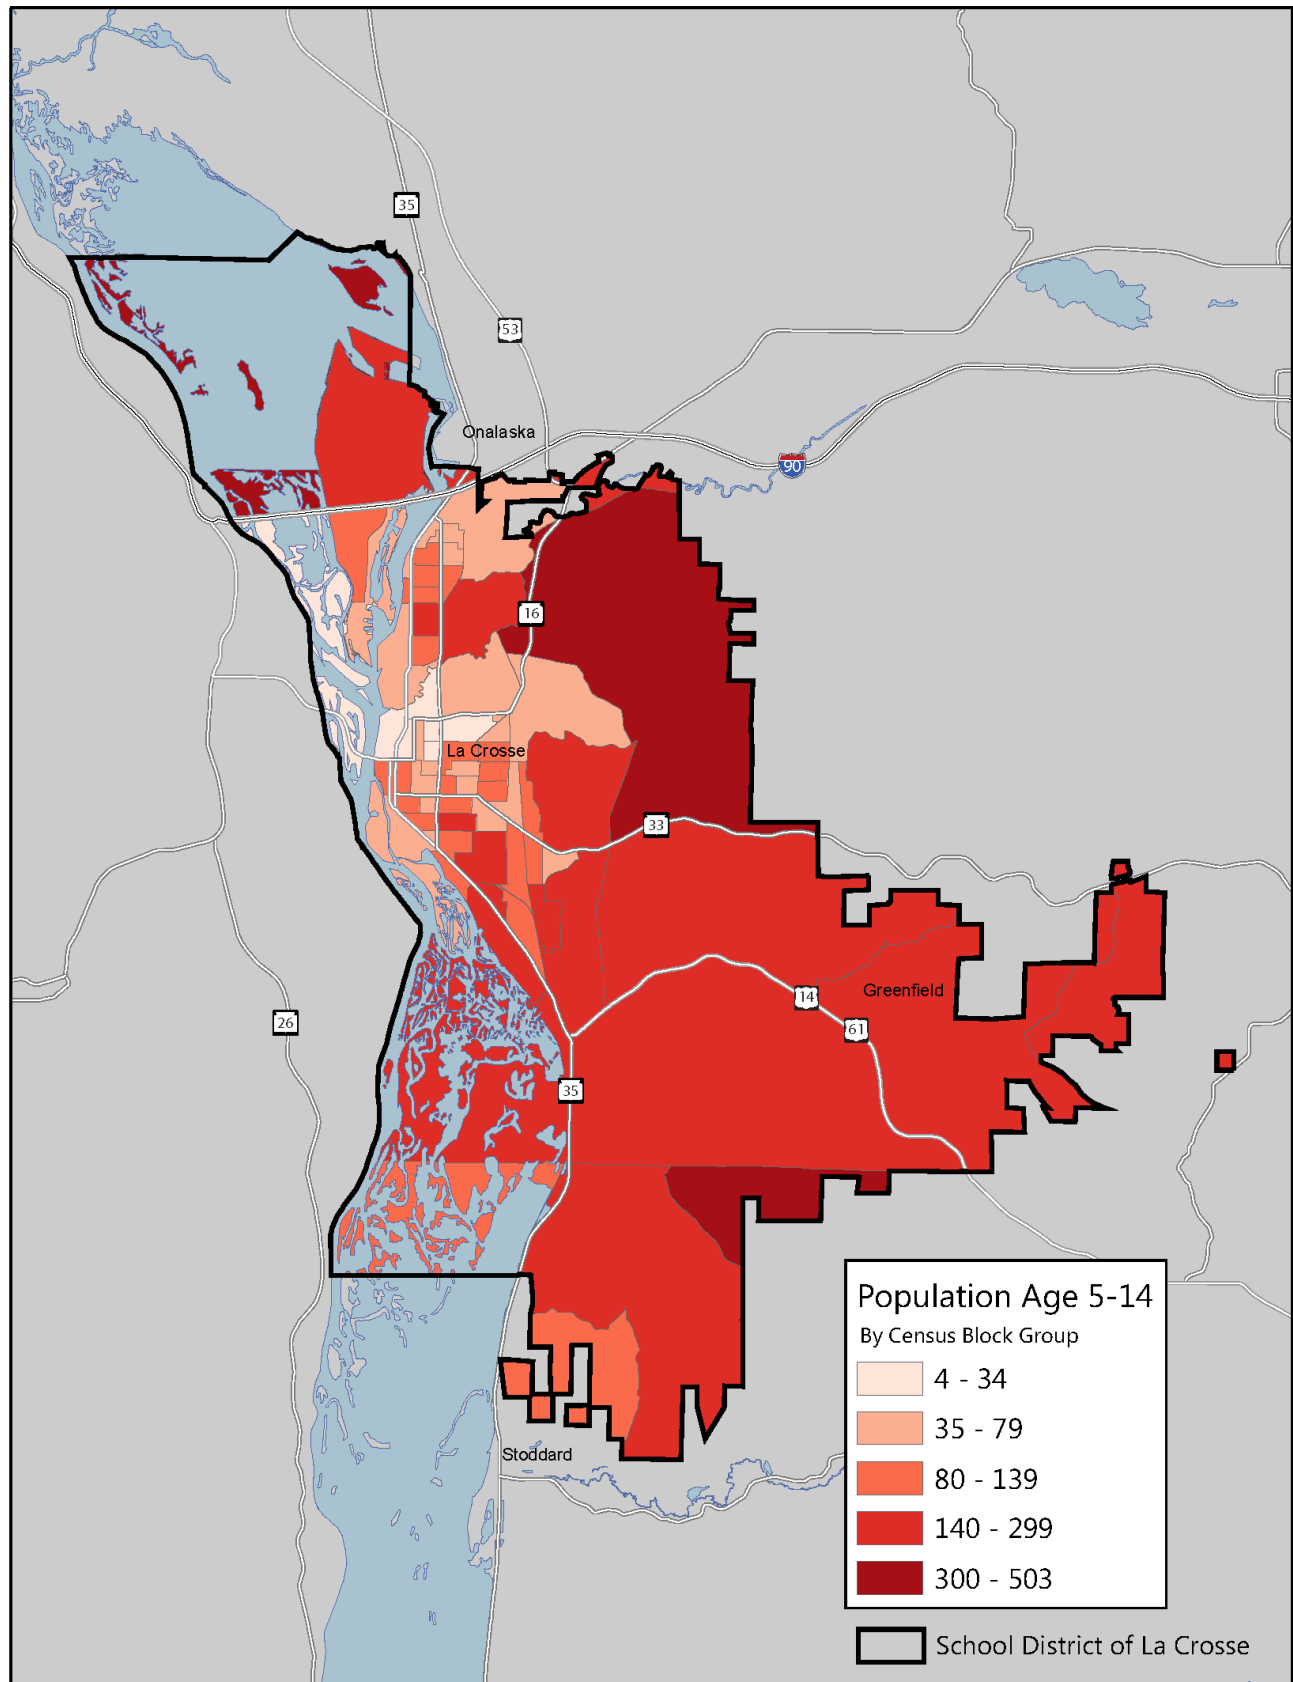 35
53
Onalaska
90
16
La Crosse
33
14
Greenfield
26
61
35
Population Age 5-14
By Census Block Group
4 - 34
35 - 79
80 - 139
140 - 299
300 - 503
Stoddard
School District of La Crosse